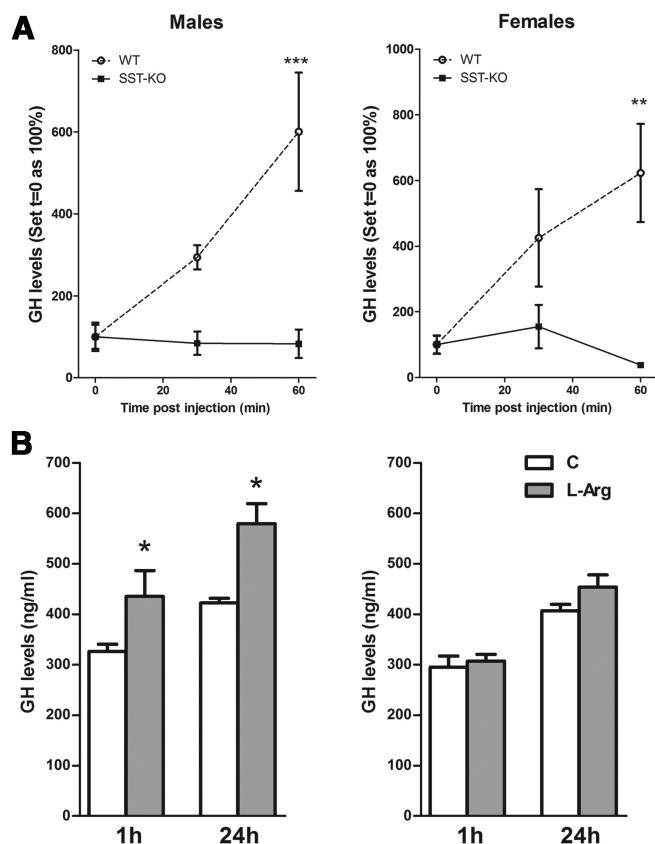 A
Males
GH levels (Set t=0 as 100%)
800
600
400
200
0
WT
SST-KO
***
0
20
40
60
Time post injection (min)
Females
GH levels (Set t=0 as 100%)
1000
800
600
400
200
0
WT
SST-KO
**
0
20
40
60
Time post injection (min)
B
GH levels (ng/ml)
700
600
500
400
300
200
100
0
*
*
1h
24h
GH levels (ng/ml)
700
600
500
400
300
200
100
0
C
L-Arg
1h
24h